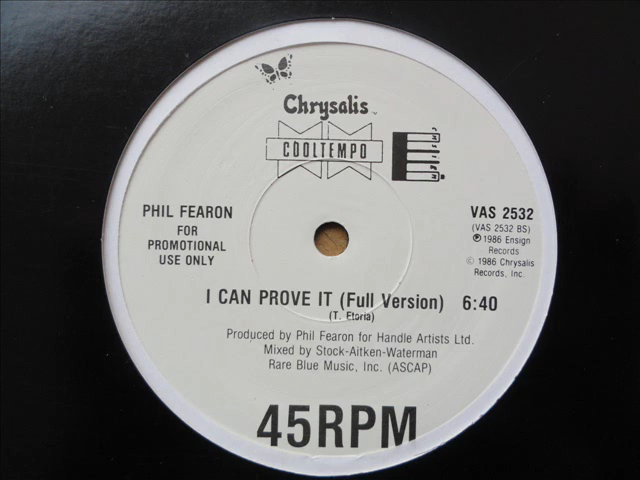 Chrysalis
COOLTEMPO
ensign
PHIL FEARON
FOR
PROMOTIONAL
USE ONLY
VAS 2532
(VAS 2532 BS)
℗ 1986 Ensign
Records
© 1986 Chrysalis
Records, Inc.
I CAN PROVE IT (Full Version) 6:40
(T. Etoria)
Produced by Phil Fearon for Handle Artists Ltd.
Mixed by Stock-Aitken-Waterman
Rare Blue Music, Inc. (ASCAP)
45RPM